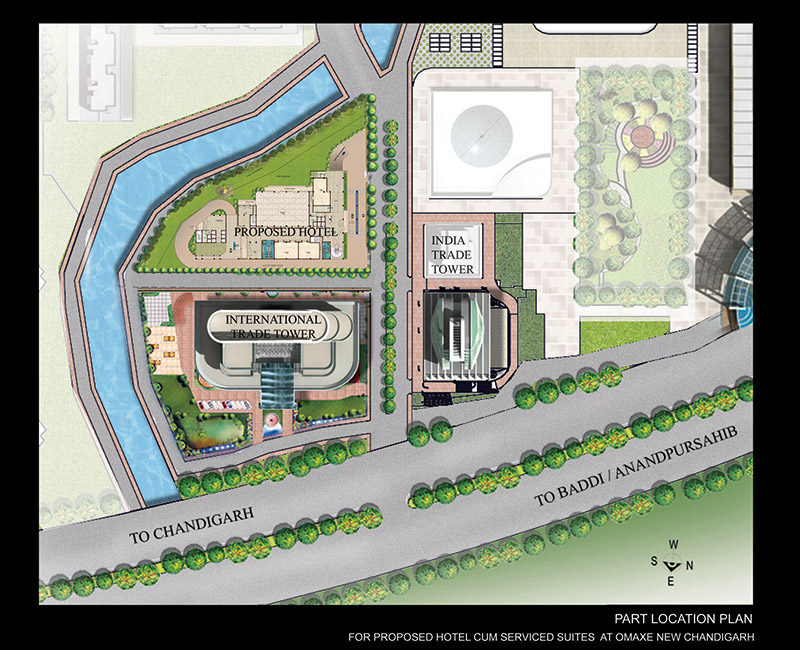 PROPOSED HOTEL
INDIA
TRADE
TOWER
INTERNATIONAL
TRADE TOWER
TO BADDI / ANANDPURSAHIB
TO CHANDIGARH
W
S N
E
PART LOCATION PLAN
FOR PROPOSED HOTEL CUM SERVICED SUITES AT OMAXE NEW CHANDIGARH